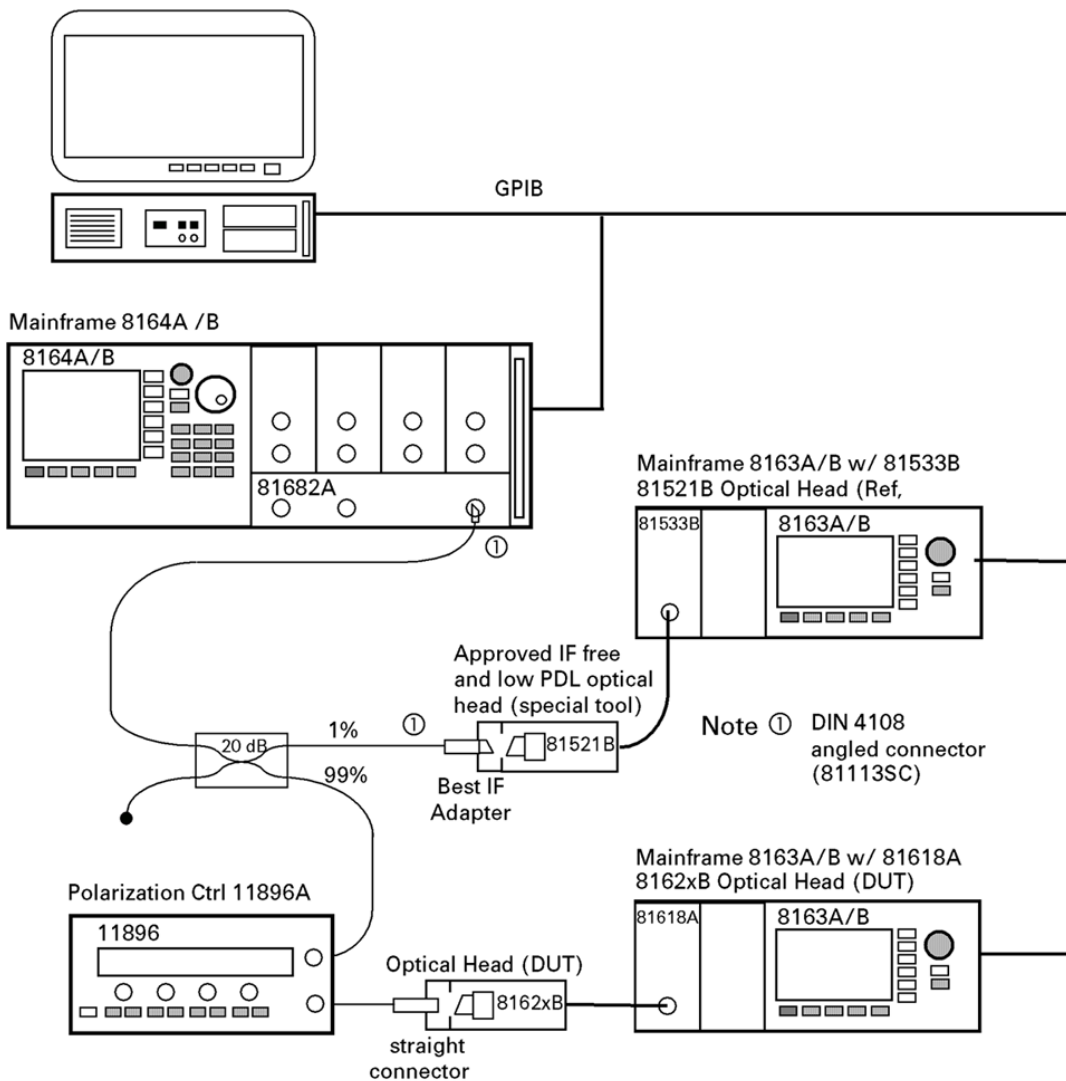 GPIB
Mainframe 8164A /B
8164A/B
81682A
①
Mainframe 8163A/B w/ 81533B
81521B Optical Head (Ref,
81533B
8163A/B
Approved IF free
and low PDL optical
head (special tool)
81521B
Note ① DIN 4108
angled connector
(81113SC)
20 dB
1%
①
99%
Best IF
Adapter
Mainframe 8163A/B w/ 81618A
8162xB Optical Head (DUT)
81618A
8163A/B
Polarization Ctrl 11896A
11896
Optical Head (DUT)
8162xB
straight
connector